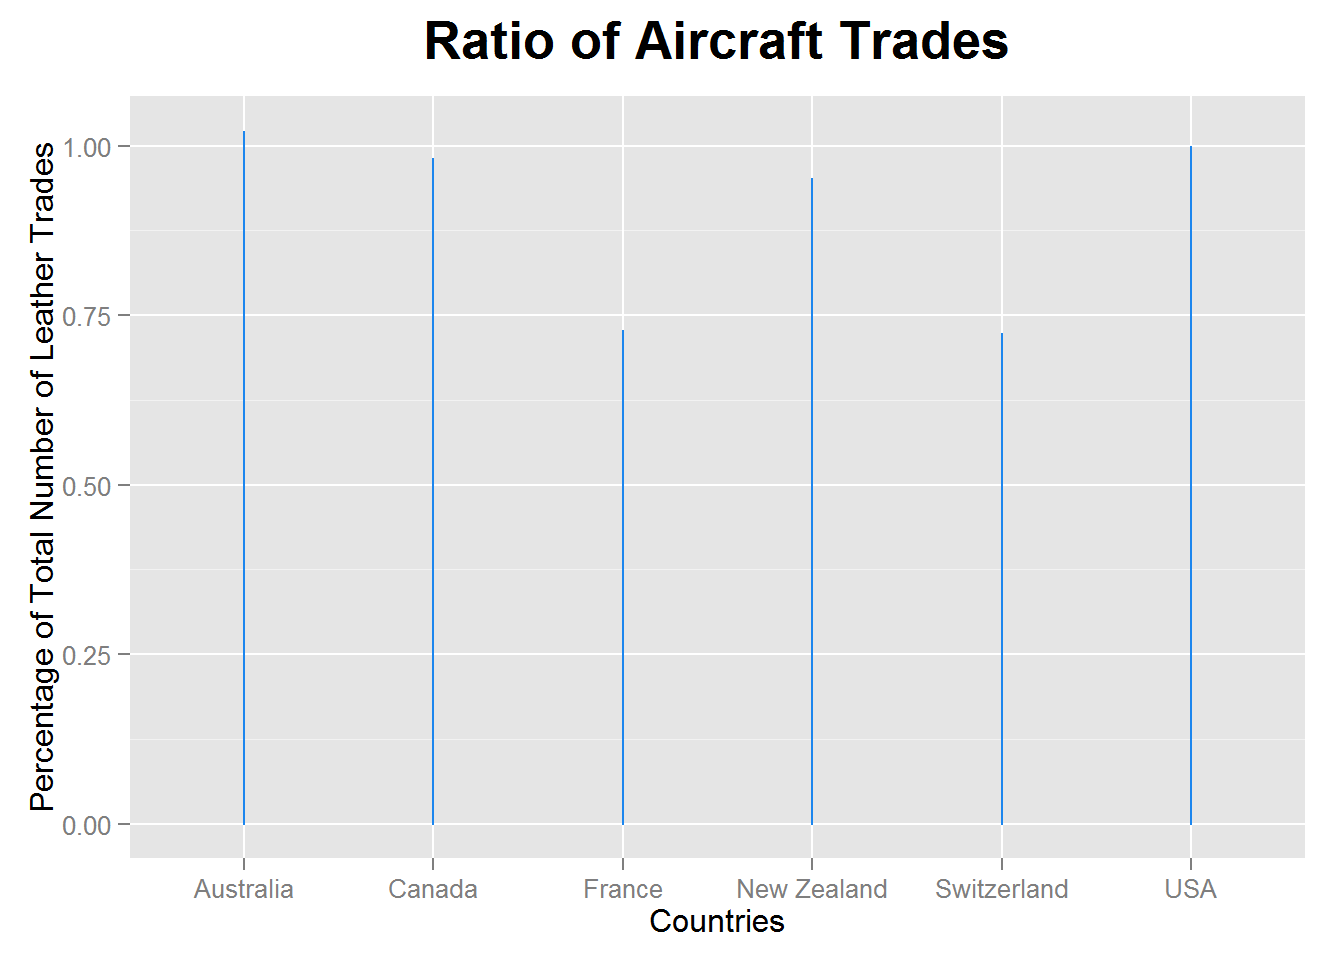 Ratio of Aircraft Trades
Percentage of Total Number of Leather Trades
1.00
0.75
0.50
0.25
0.00
Australia Canada France New Zealand Switzerland USA
Countries